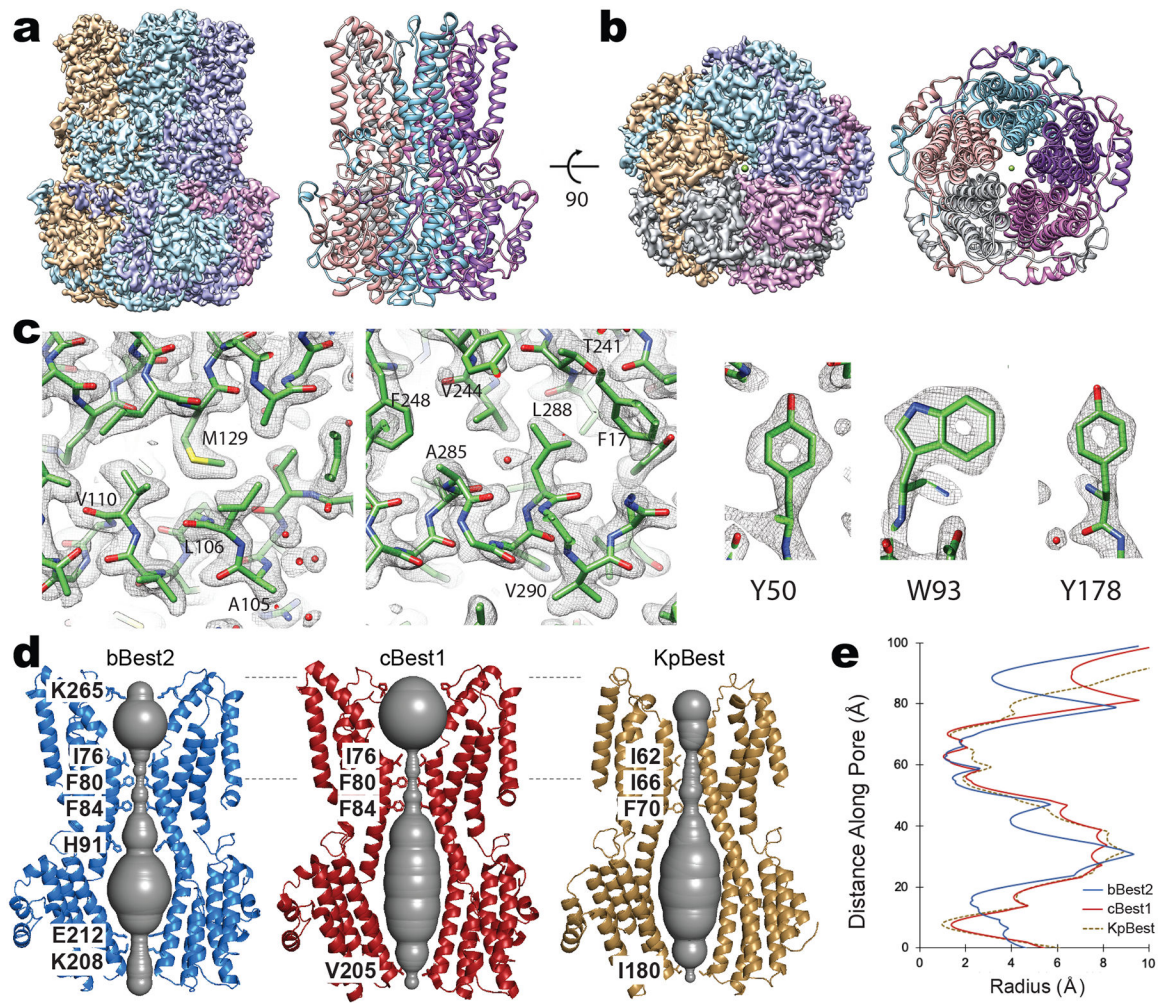 a
b
90
c
M129
V110
L106
A105
T241
V244
F248
L288
F17
A285
V290
Y50
W93
Y178
d
bBest2
cBest1
KpBest
K265
I76
F80
F84
H91
E212
K208
I76
F80
F84
V205
I62
I66
F70
I180
e
Distance Along Pore (Å)
100
80
60
40
20
0
bBest2
cBest1
KpBest
0 2 4 6 8 10
Radius (Å)